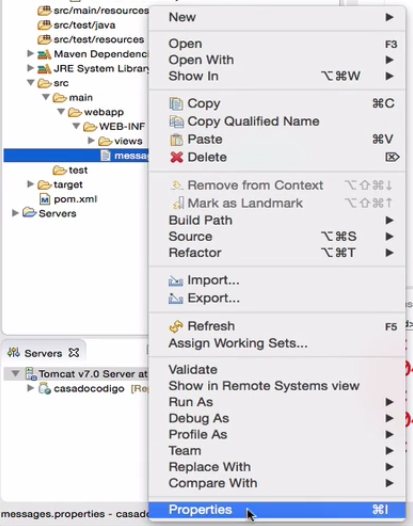 src/main/resources
src/test/java
src/test/resources
Maven Dependenc
JRE System Library
src
main
webapp
WEB-INF
views
messag
test
target
pom.xml
Servers
Servers
Tomcat v7.0 Server at
casadocodigo [Re
messages.properties - casado
New
Open F3
Open With
Show In ⌥⌘W
Copy ⌘C
Copy Qualified Name
Paste ⌘V
Delete ⌦
Remove from Context ⌥⇧⌘↓
Mark as Landmark ⌥⇧⌘↑
Build Path
Source ⌥⌘S
Refactor ⌥⌘T
Import...
Export...
Refresh F5
Assign Working Sets...
Validate
Show in Remote Systems view
Run As
Debug As
Profile As
Team
Replace With
Compare With
Properties ⌘I